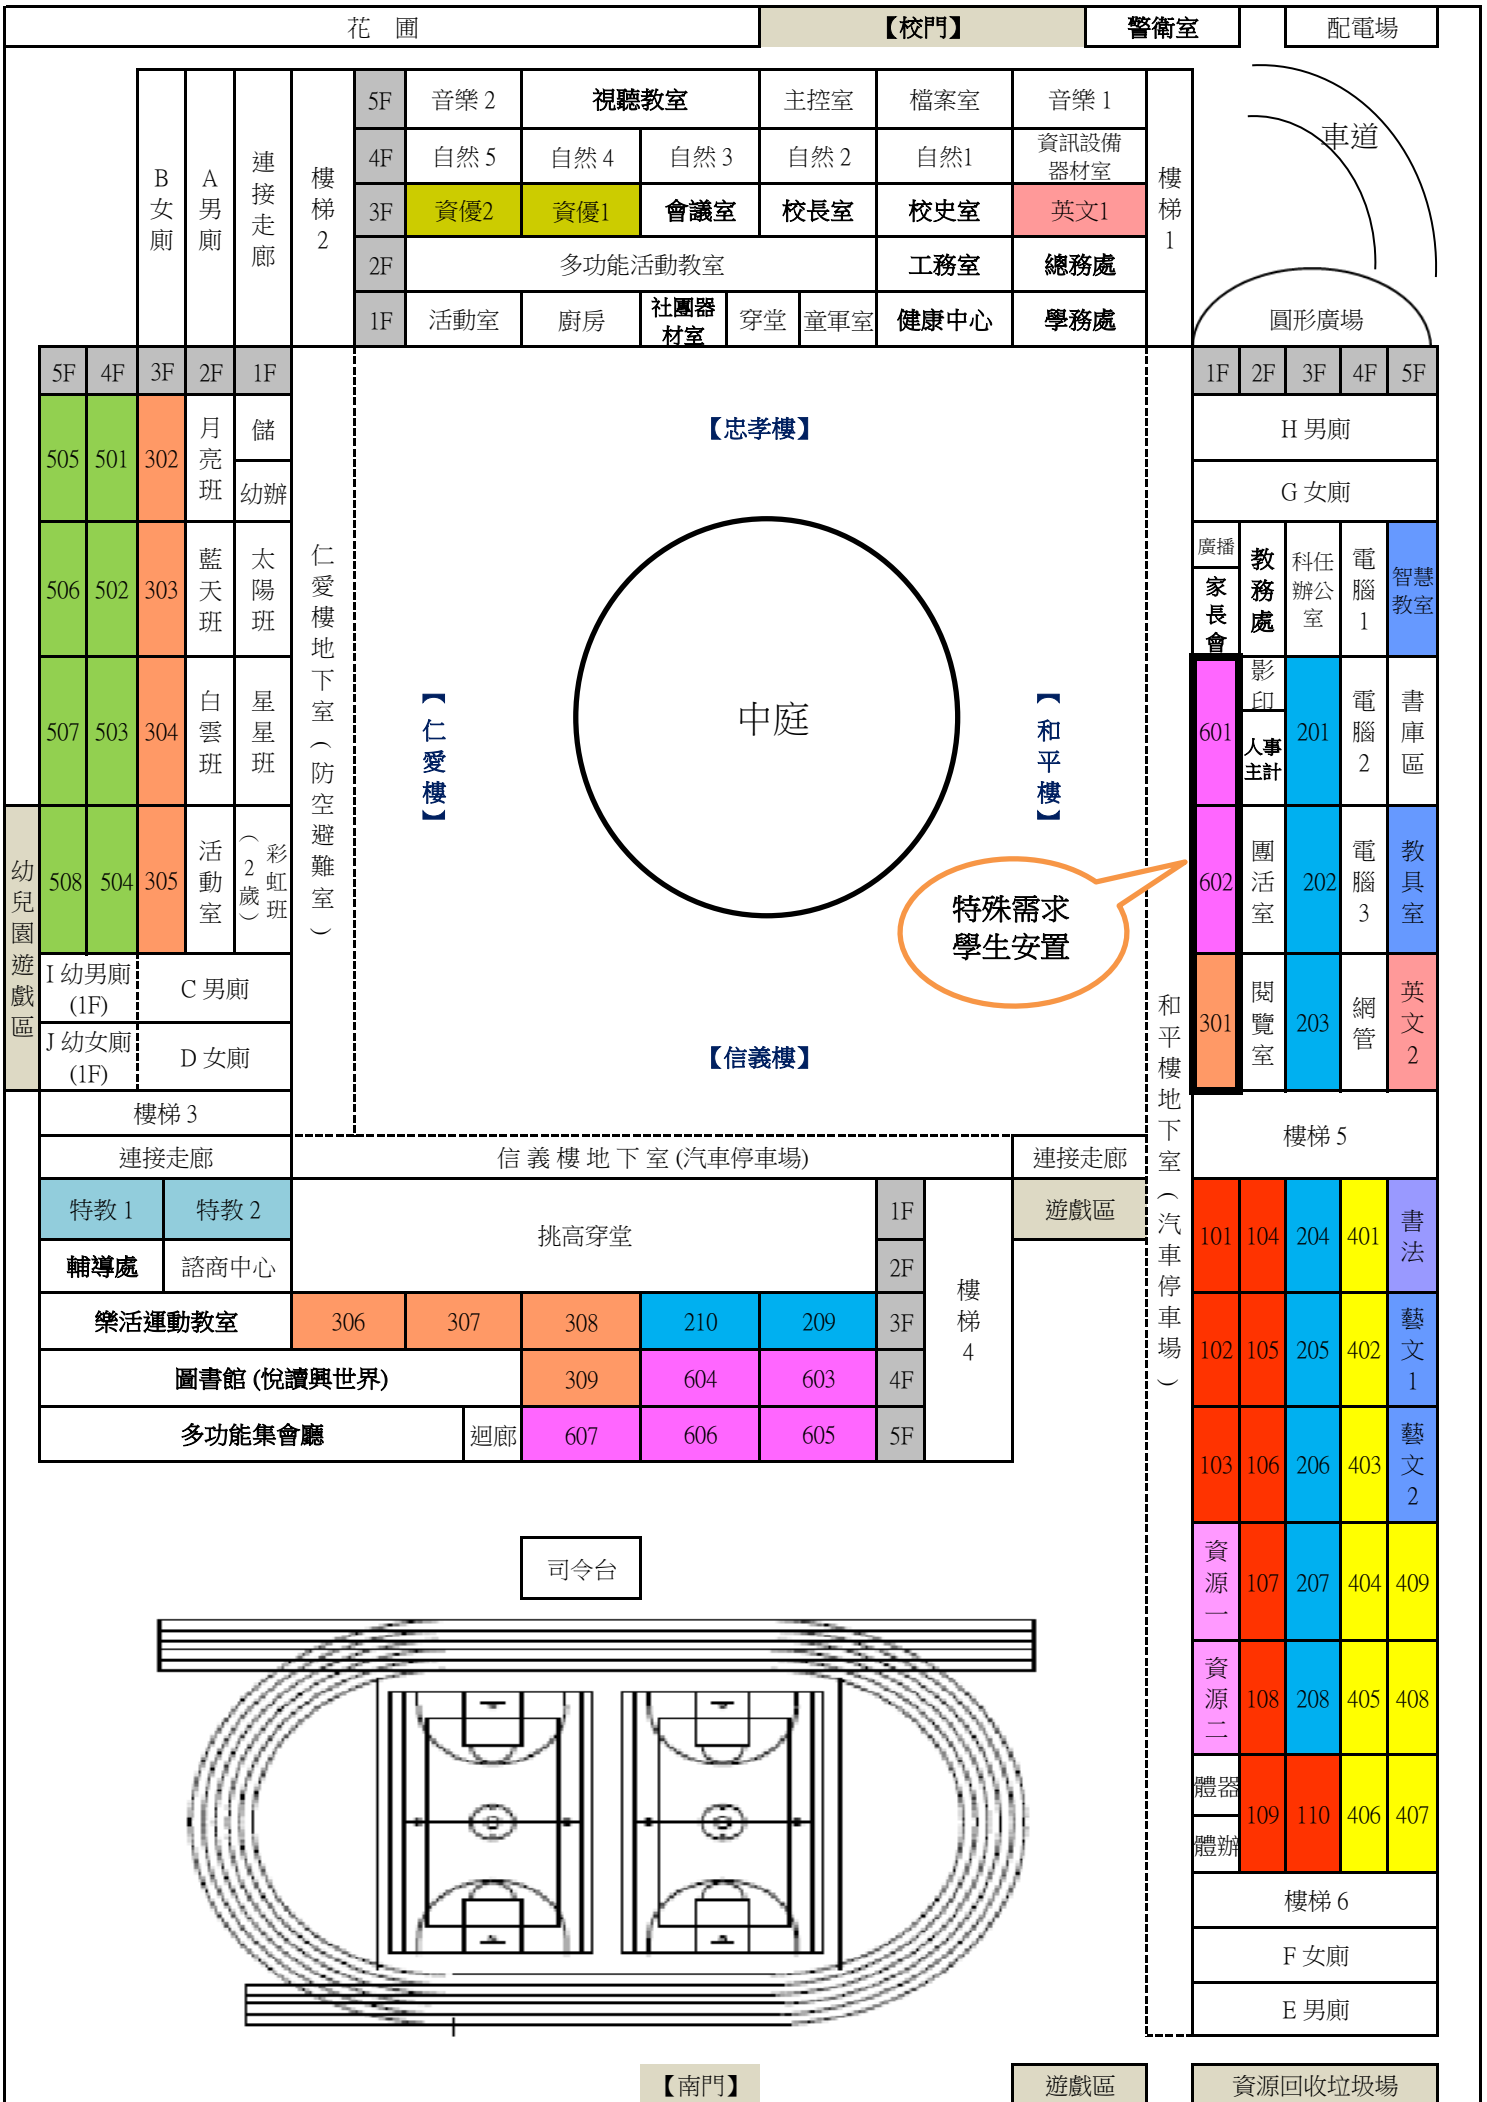 花 圃
【校門】
警衛室
配電場
B女廁
A男廁
連接走廊
樓梯2
5F 音樂 2 視聽教室 主控室 檔案室 音樂 1
4F 自然 5 自然 4 自然 3 自然 2 自然1 資訊設備
器材室
3F 資優2 資優1 會議室 校長室 校史室 英文1
2F 多功能活動教室 工務室 總務處
1F 活動室 廚房 社團器
材室 穿堂 童軍室 健康中心 學務處
樓梯1
車道
圓形廣場
5F 4F 3F 2F 1F
505 501 302 月亮班 儲
幼辦
506 502 303 藍天班 太陽班
507 503 304 白雲班 星星班
508 504 305 活動室 彩虹班
(2歲)
幼兒園遊戲區
I 幼男廁
(1F)
C 男廁
J 幼女廁
(1F)
D 女廁
樓梯 3
連接走廊
仁愛樓地下室(防空避難室)
【忠孝樓】
【仁愛樓】
中庭
【和平樓】
特殊需求
學生安置
【信義樓】
信 義 樓 地 下 室 (汽車停車場)
連接走廊
和平樓地下室(汽車停車場)
1F 2F 3F 4F 5F
H 男廁
G 女廁
廣播
家長會
教務處
科任
辦公
室
電腦1
智慧
教室
601 影印
人事
主計
201 電腦2 書庫區
602 團活室 202 電腦3 教具室
301 閱覽室 203 網管 英文2
樓梯 5
特教 1 特教 2 挑高穿堂 1F
輔導處 諮商中心 2F
樂活運動教室 306 307 308 210 209 3F
圖書館 (悅讀興世界) 309 604 603 4F
多功能集會廳 迴廊 607 606 605 5F
樓梯4
遊戲區
101 104 204 401 書法
102 105 205 402 藝文1
103 106 206 403 藝文2
資源一 107 207 404 409
資源二 108 208 405 408
體器
體辦
109 110 406 407
樓梯 6
F 女廁
E 男廁
司令台
【南門】
遊戲區
資源回收垃圾場